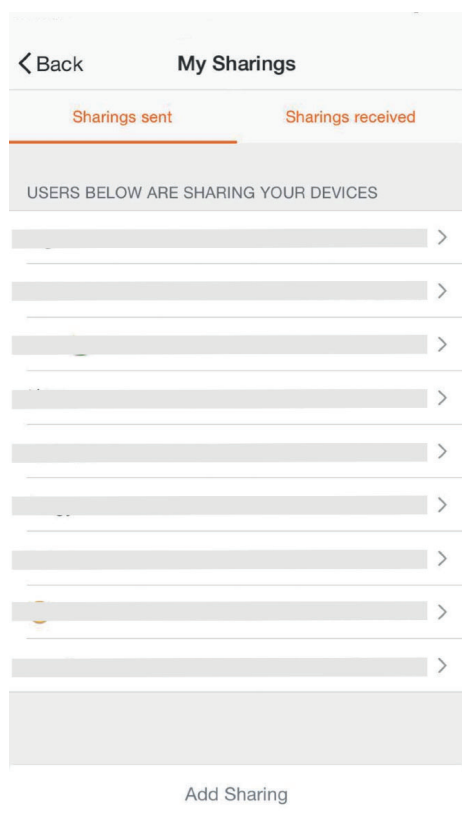 Back My Sharings
Sharings sent Sharings received
USERS BELOW ARE SHARING YOUR DEVICES
Add Sharing